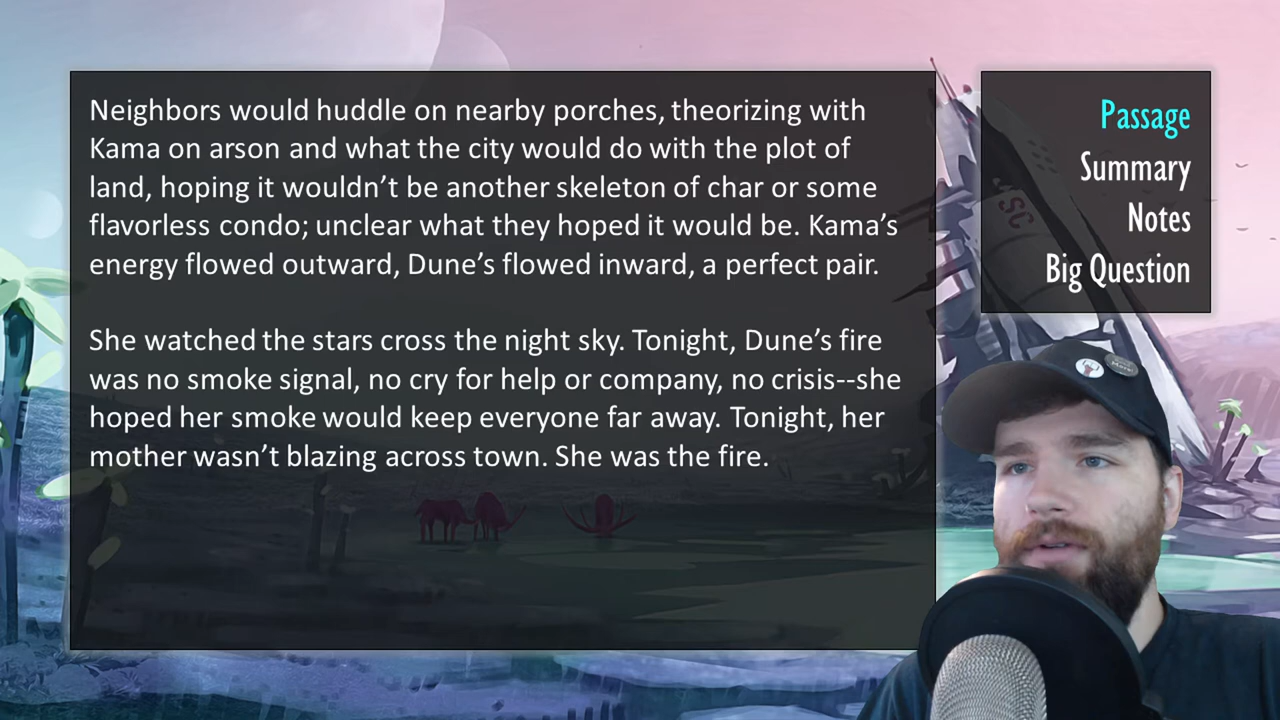 Neighbors would huddle on nearby porches, theorizing with
Kama on arson and what the city would do with the plot of
land, hoping it wouldn’t be another skeleton of char or some
flavorless condo; unclear what they hoped it would be. Kama’s
energy flowed outward, Dune’s flowed inward, a perfect pair.
She watched the stars cross the night sky. Tonight, Dune’s fire
was no smoke signal, no cry for help or company, no crisis--she
hoped her smoke would keep everyone far away. Tonight, her
mother wasn’t blazing across town. She was the fire.
Passage
Summary
Notes
Big Question